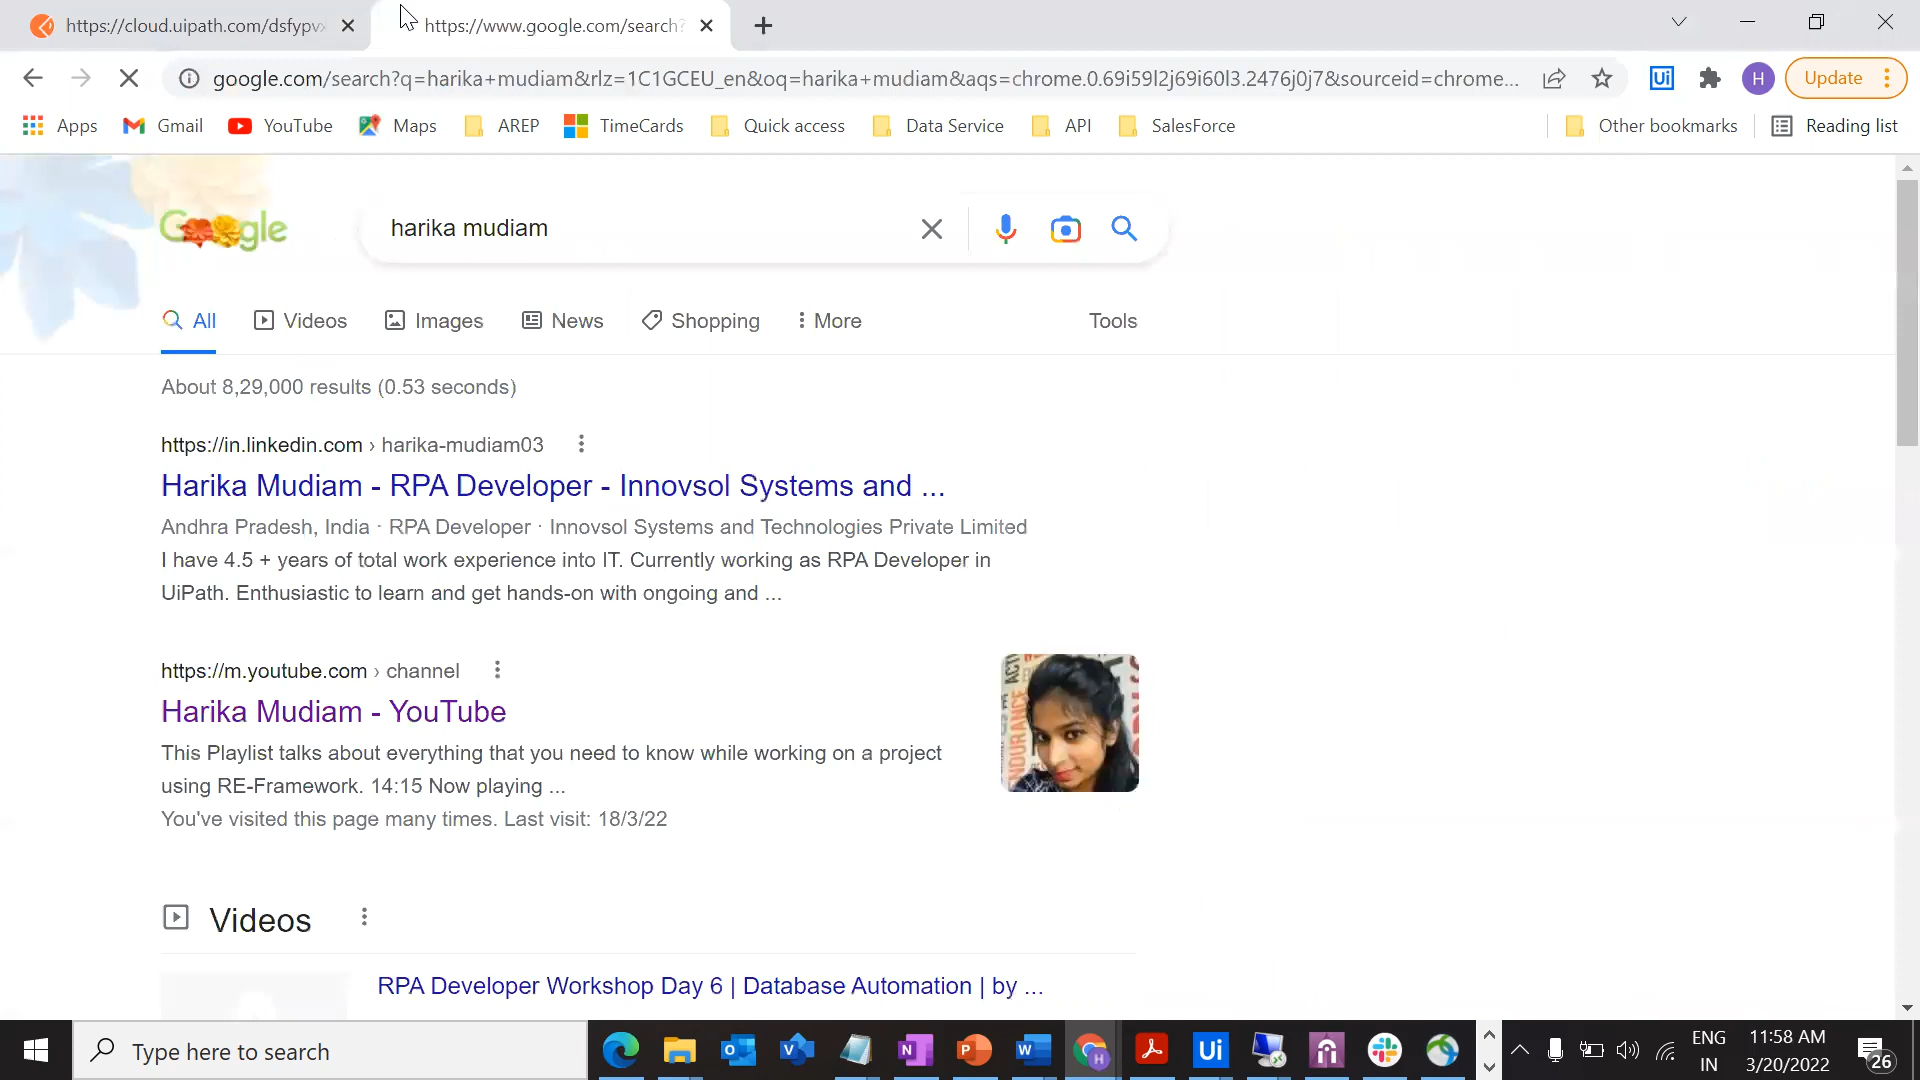 https://cloud.uipath.com/dsfypv
https://www.google.com/search?
google.com/search?q=harika+mudiam&rlz=1C1GCEU_en&oq=harika+mudiam&aqs=chrome.0.69i59l2j69i60l3.2476j0j7&sourceid=chrome...
Ui
H
Update
Apps
Gmail
YouTube
Maps
AREP
TimeCards
Quick access
Data Service
API
SalesForce
Other bookmarks
Reading list
Google
harika mudiam
All
Videos
Images
News
Shopping
More
Tools
About 8,29,000 results (0.53 seconds)
https://in.linkedin.com › harika-mudiam03
Harika Mudiam - RPA Developer - Innovsol Systems and ...
Andhra Pradesh, India · RPA Developer · Innovsol Systems and Technologies Private Limited
I have 4.5 + years of total work experience into IT. Currently working as RPA Developer in
UiPath. Enthusiastic to learn and get hands-on with ongoing and ...
https://m.youtube.com › channel
Harika Mudiam - YouTube
This Playlist talks about everything that you need to know while working on a project
using RE-Framework. 14:15 Now playing ...
You've visited this page many times. Last visit: 18/3/22
Videos
RPA Developer Workshop Day 6 | Database Automation | by ...
Type here to search
Ui
ENG
IN
11:58 AM
3/20/2022
26